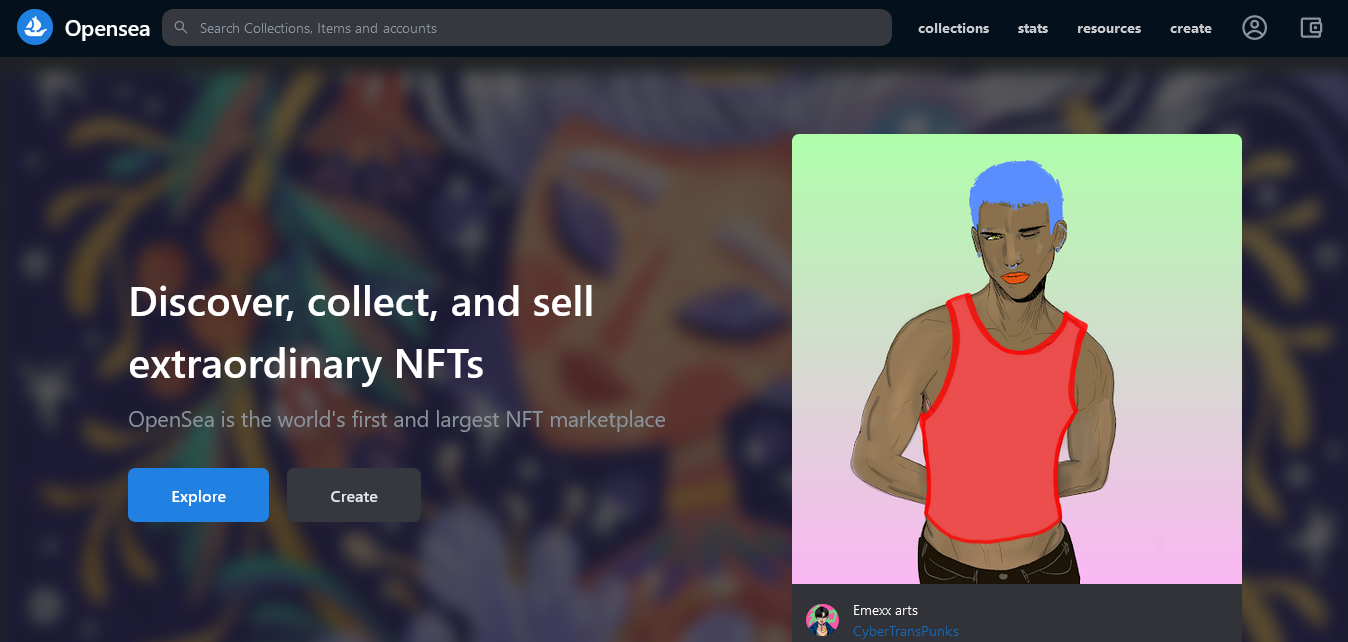 Opensea
Search Collections, Items and accounts
collections
stats
resources
create
Discover, collect, and sell
extraordinary NFTs
OpenSea is the world's first and largest NFT marketplace
Explore
Create
Emexx arts
CyberTransPunks